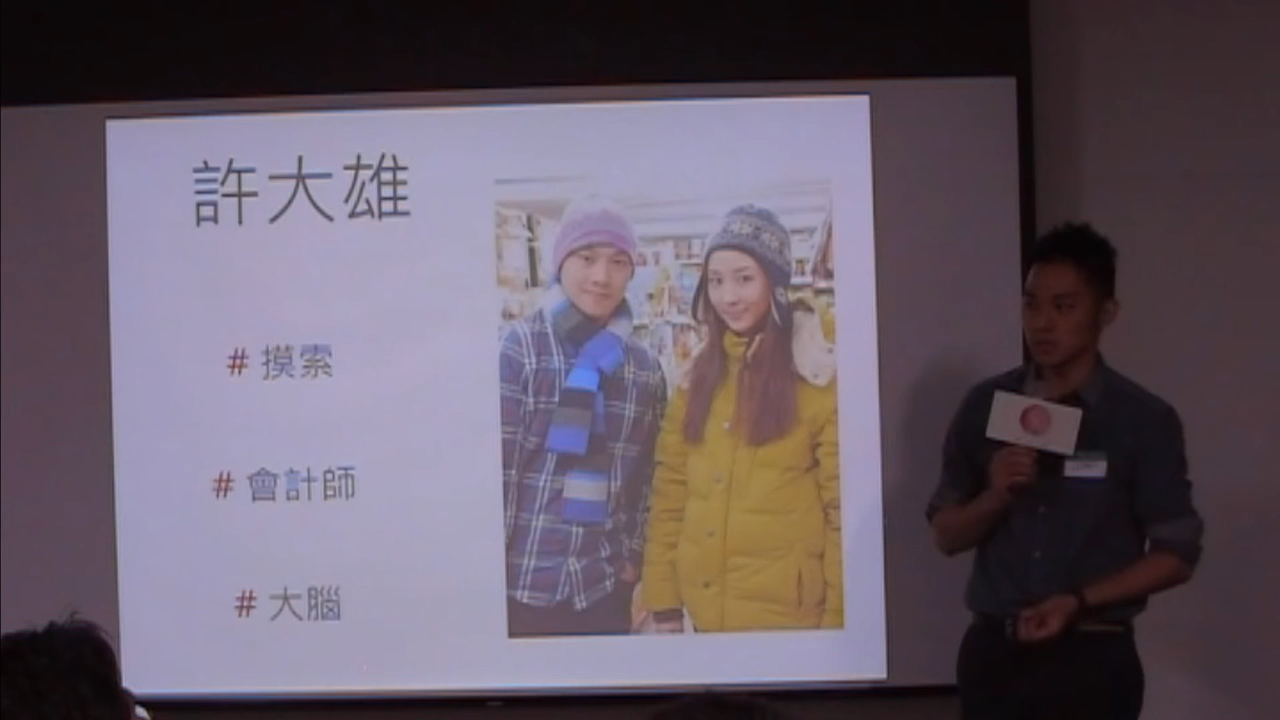 許大雄
# 摸索
# 會計師
# 大腦